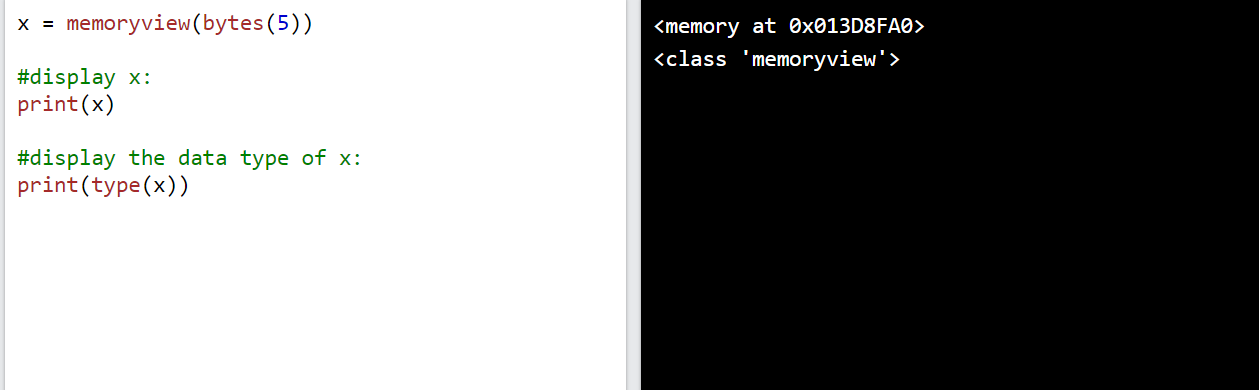 x = memoryview(bytes(5))
#display x:
print(x)
#display the data type of x:
print(type(x))
<memory at 0x013D8FA0>
<class 'memoryview'>